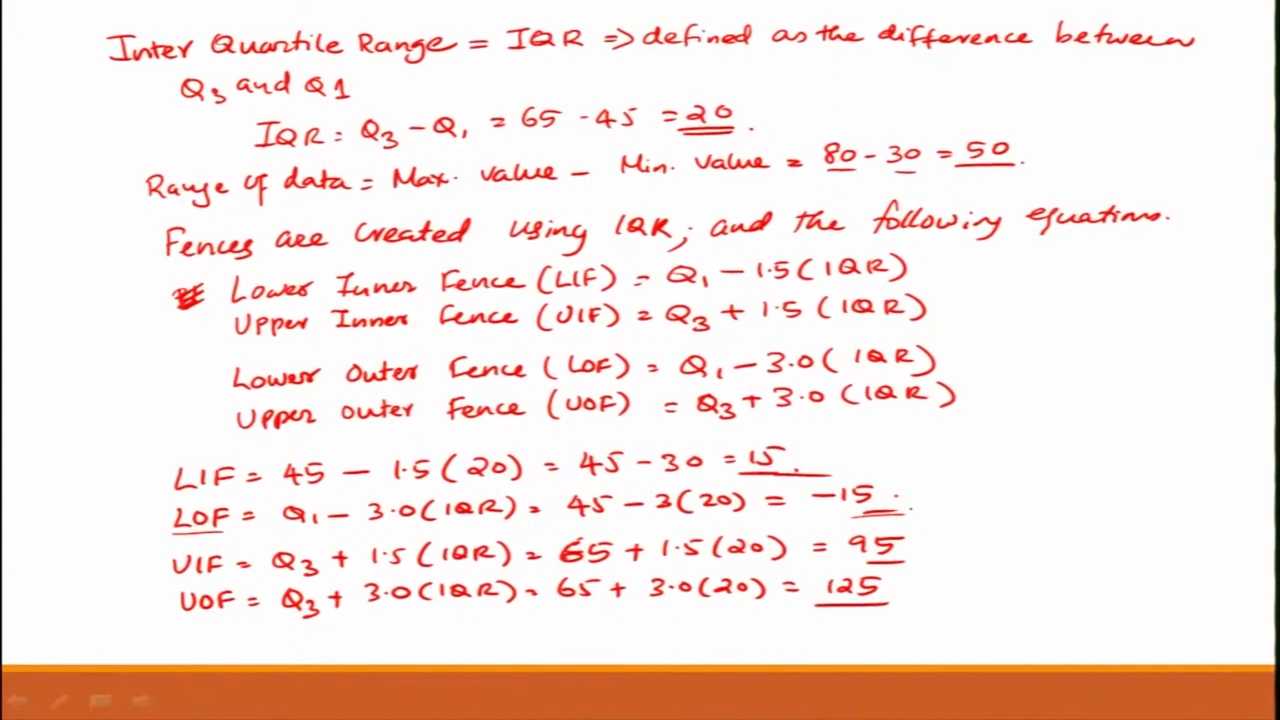 Inter Quartile Range = IQR => defined as the difference between
Q3 and Q1
IQR = Q3 - Q1 = 65 - 45 = 20.
Range of data = Max. value - Min. value = 80 - 30 = 50.
Fences are created using IQR; and the following equations.
Lower Inner Fence (LIF) = Q1 - 1.5 (IQR)
Upper Inner Fence (UIF) = Q3 + 1.5 (IQR)
Lower Outer Fence (LOF) = Q1 - 3.0 (IQR)
Upper Outer Fence (UOF) = Q3 + 3.0 (IQR)
LIF = 45 - 1.5 (20) = 45 - 30 = 15.
LOF = Q1 - 3.0 (IQR) = 45 - 3(20) = -15.
UIF = Q3 + 1.5 (IQR) = 65 + 1.5 (20) = 95
UOF = Q3 + 3.0 (IQR) = 65 + 3.0 (20) = 125